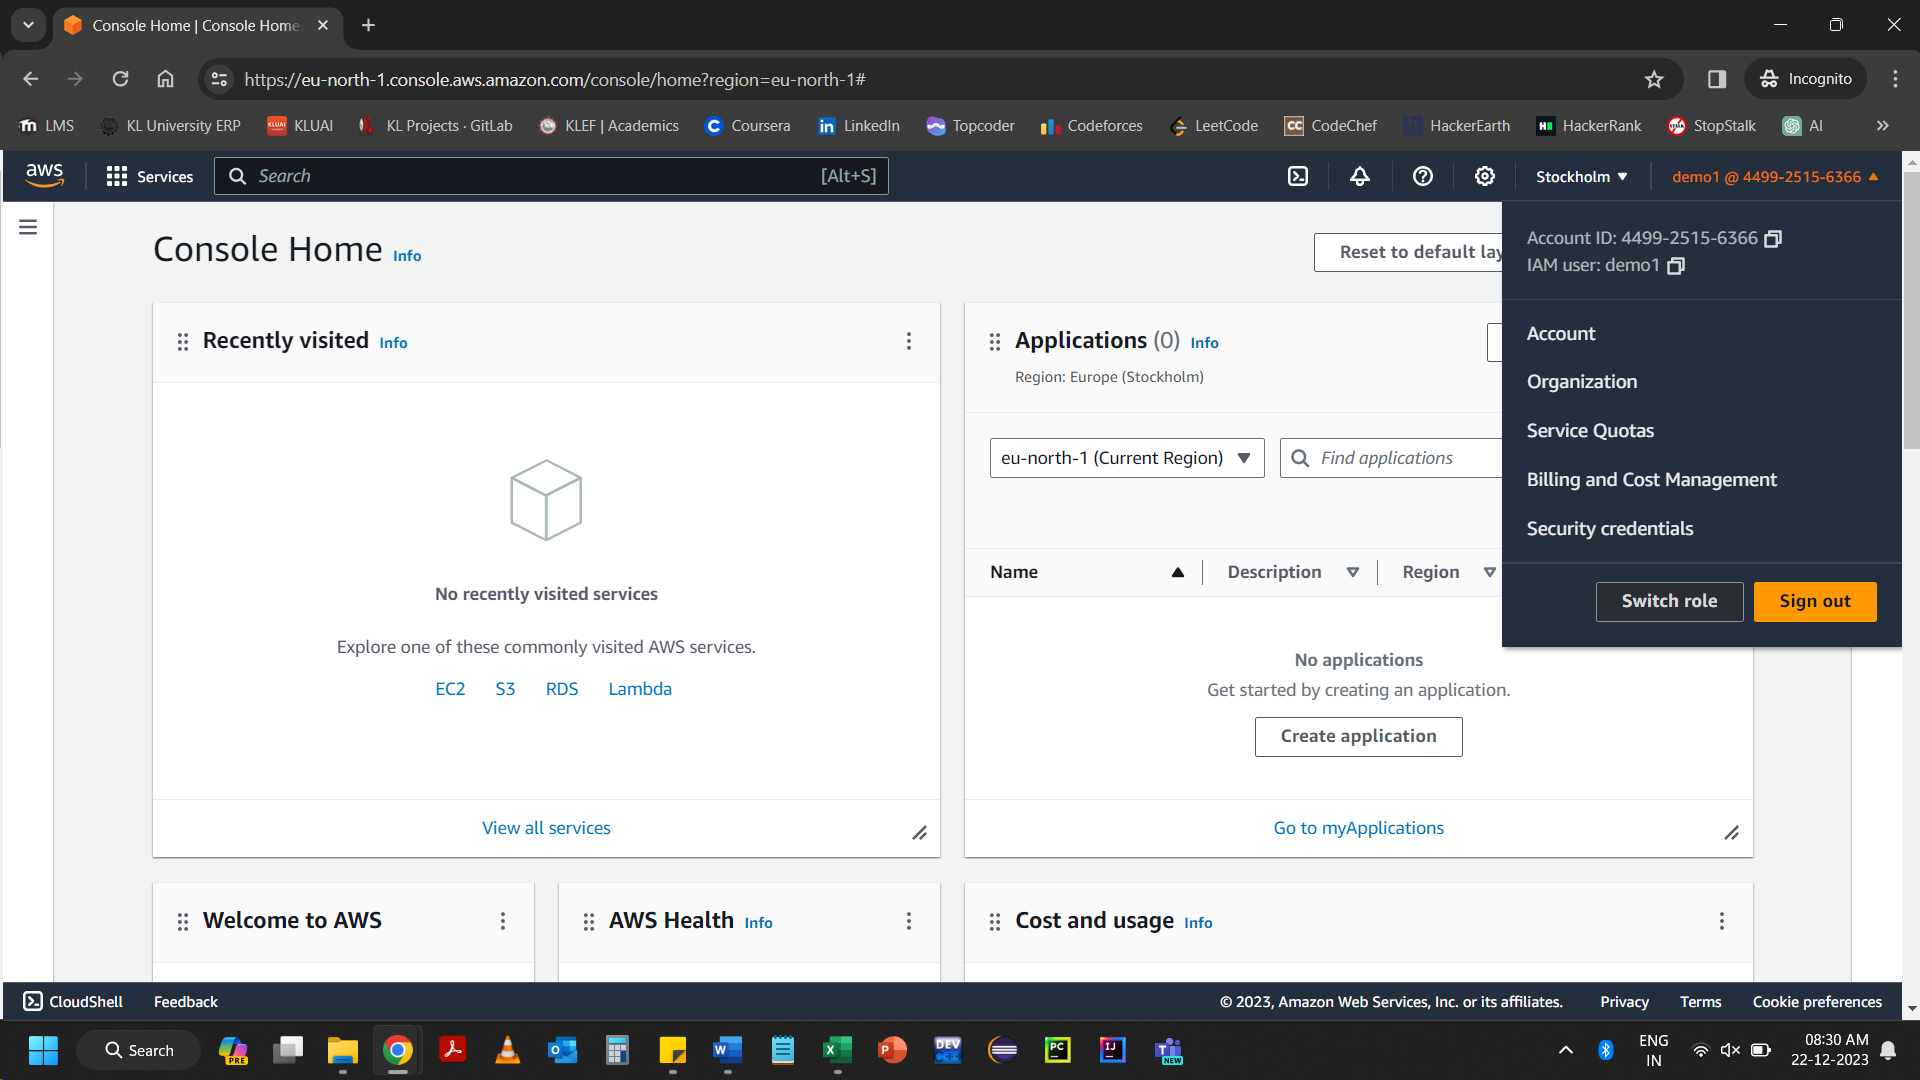 Console Home | Console Home
https://eu-north-1.console.aws.amazon.com/console/home?region=eu-north-1#
Incognito
LMS
KL University ERP
KLUAI
KLUAI
KL Projects · GitLab
KLEF | Academics
Coursera
LinkedIn
Topcoder
Codeforces
LeetCode
CC CodeChef
HackerEarth
HackerRank
StopStalk
AI
aws
Services
Search
[Alt+S]
Stockholm
demo1 @ 4499-2515-6366
Account ID: 4499-2515-6366
IAM user: demo1
Account
Organization
Service Quotas
Billing and Cost Management
Security credentials
Switch role
Sign out
Console Home Info
Reset to default lay
Recently visited Info
No recently visited services
Explore one of these commonly visited AWS services.
EC2 S3 RDS Lambda
View all services
Applications (0) Info
Region: Europe (Stockholm)
eu-north-1 (Current Region)
Find applications
Name Description Region
No applications
Get started by creating an application.
Create application
Go to myApplications
Welcome to AWS
AWS Health Info
Cost and usage Info
CloudShell
Feedback
© 2023, Amazon Web Services, Inc. or its affiliates.
Privacy
Terms
Cookie preferences
Search
PRE
DEV
C++
PC
IJ
NEW
ENG
IN
08:30 AM
22-12-2023